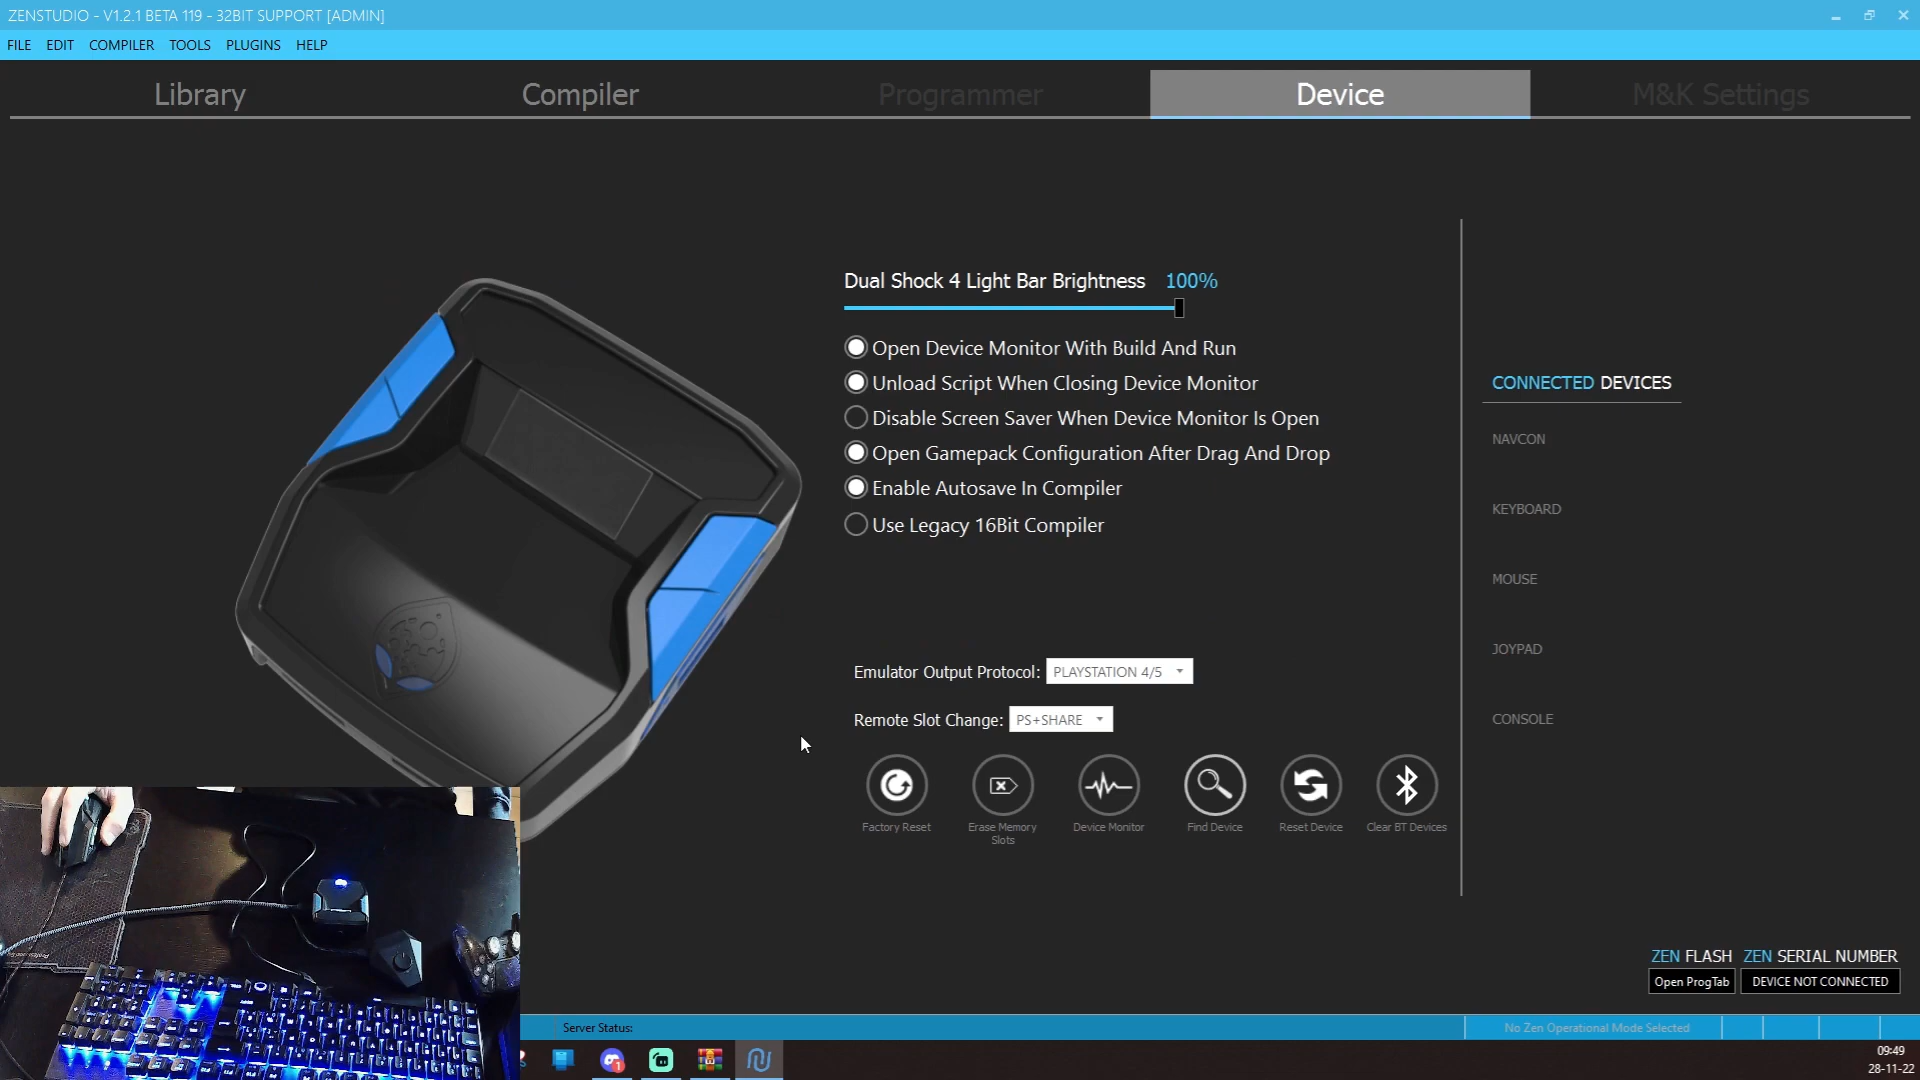 ZENSTUDIO - V1.2.1 BETA 119 - 32BIT SUPPORT [ADMIN]
FILE EDIT COMPILER TOOLS PLUGINS HELP
Library Compiler Programmer Device M&K Settings
Dual Shock 4 Light Bar Brightness 100%
Open Device Monitor With Build And Run
Unload Script When Closing Device Monitor
Disable Screen Saver When Device Monitor Is Open
Open Gamepack Configuration After Drag And Drop
Enable Autosave In Compiler
Use Legacy 16Bit Compiler
CONNECTED DEVICES
NAVCON
KEYBOARD
MOUSE
JOYPAD
CONSOLE
Emulator Output Protocol: PLAYSTATION 4/5
Remote Slot Change: PS+SHARE
Factory Reset
Erase Memory
Slots
Device Monitor
Find Device
Reset Device
Clear BT Devices
ZEN FLASH ZEN SERIAL NUMBER
Open ProgTab DEVICE NOT CONNECTED
Server Status: No Zen Operational Mode Selected
1
09:49
28-11-22